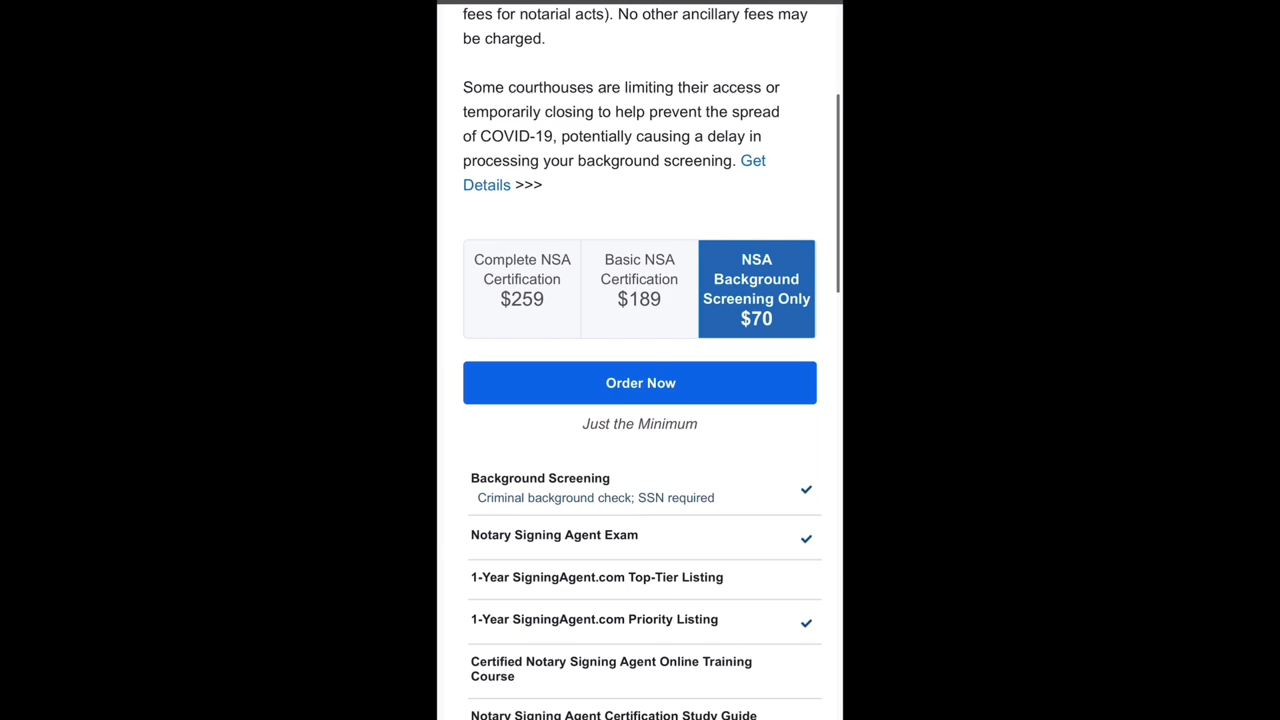 fees for notarial acts). No other ancillary fees may
be charged.
Some courthouses are limiting their access or
temporarily closing to help prevent the spread
of COVID-19, potentially causing a delay in
processing your background screening. Get
Details >>>
Complete NSA
Certification
$259
Basic NSA
Certification
$189
NSA
Background
Screening Only
$70
Order Now
Just the Minimum
Background Screening
Criminal background check; SSN required
Notary Signing Agent Exam
1-Year SigningAgent.com Top-Tier Listing
1-Year SigningAgent.com Priority Listing
Certified Notary Signing Agent Online Training
Course
Notary Signing Agent Certification Study Guide